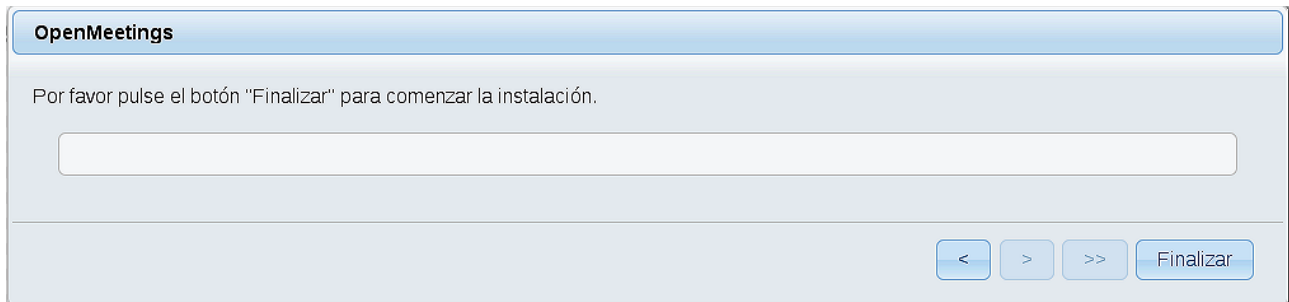 OpenMeetings
Por favor pulse el botón "Finalizar" para comenzar la instalación.
< > >> Finalizar